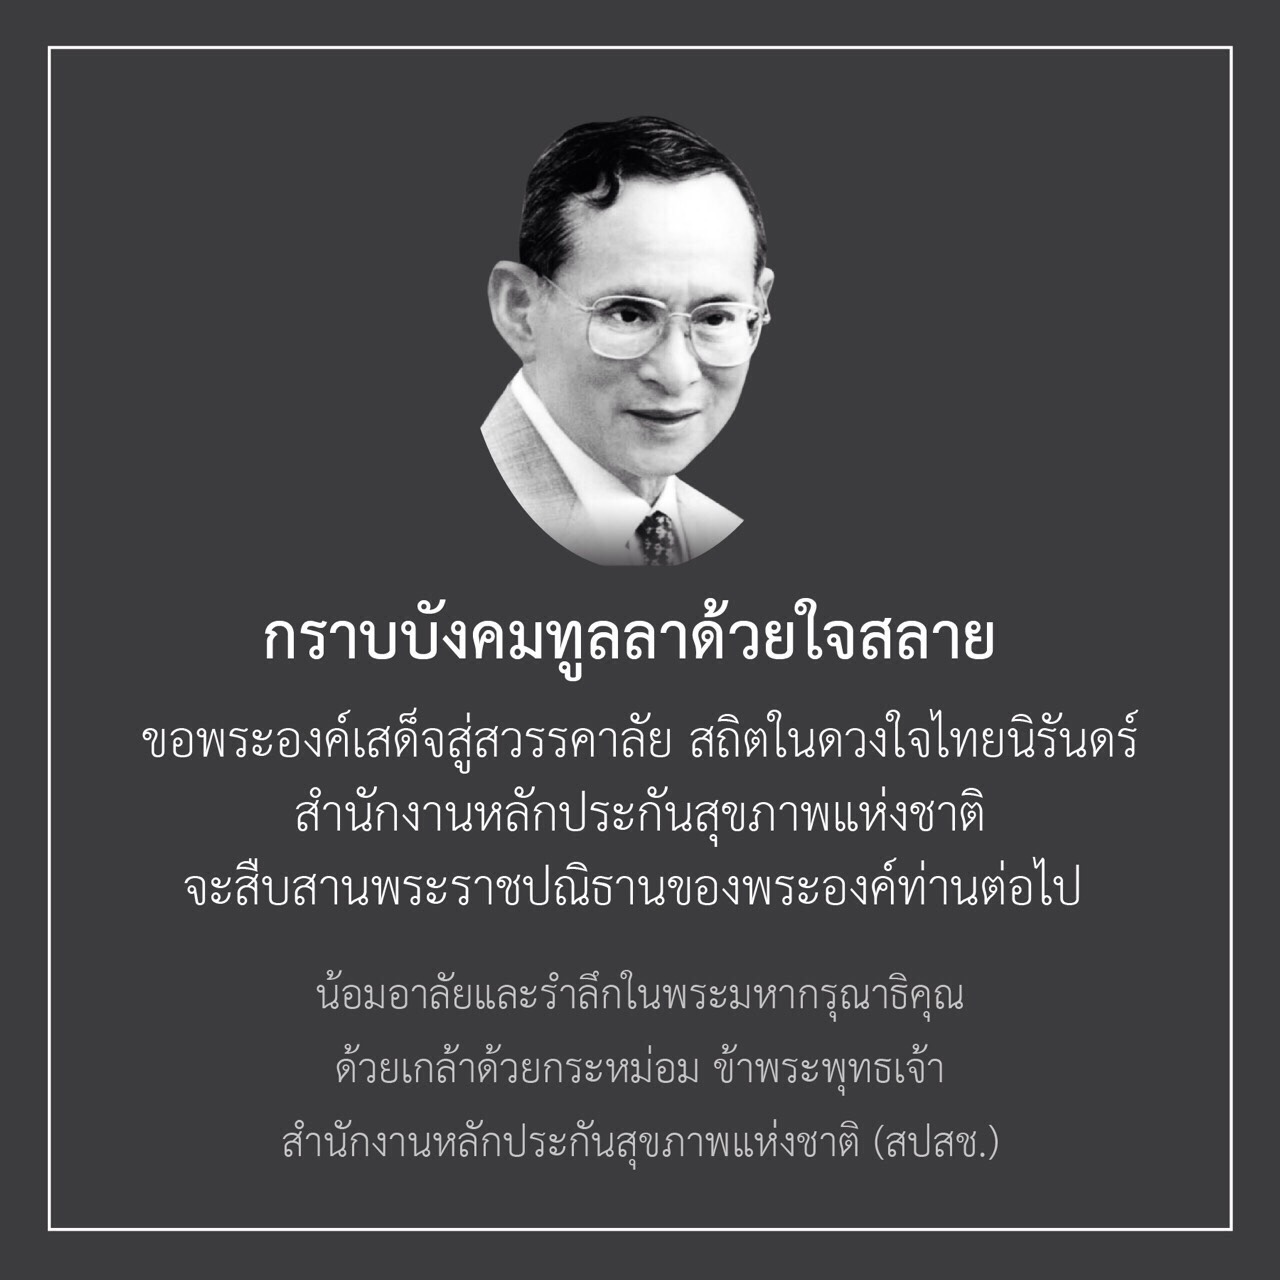 กราบบังคมทูลลาด้วยใจสลาย
ขอพระองค์เสด็จสู่สวรรคาลัย สถิตในดวงใจไทยนิรันดร์
สำนักงานหลักประกันสุขภาพแห่งชาติ
จะสืบสานพระราชปณิธานของพระองค์ท่านต่อไป
น้อมอาลัยและรำลึกในพระมหากรุณาธิคุณ
ด้วยเกล้าด้วยกระหม่อม ข้าพระพุทธเจ้า
สำนักงานหลักประกันสุขภาพแห่งชาติ (สปสช.)